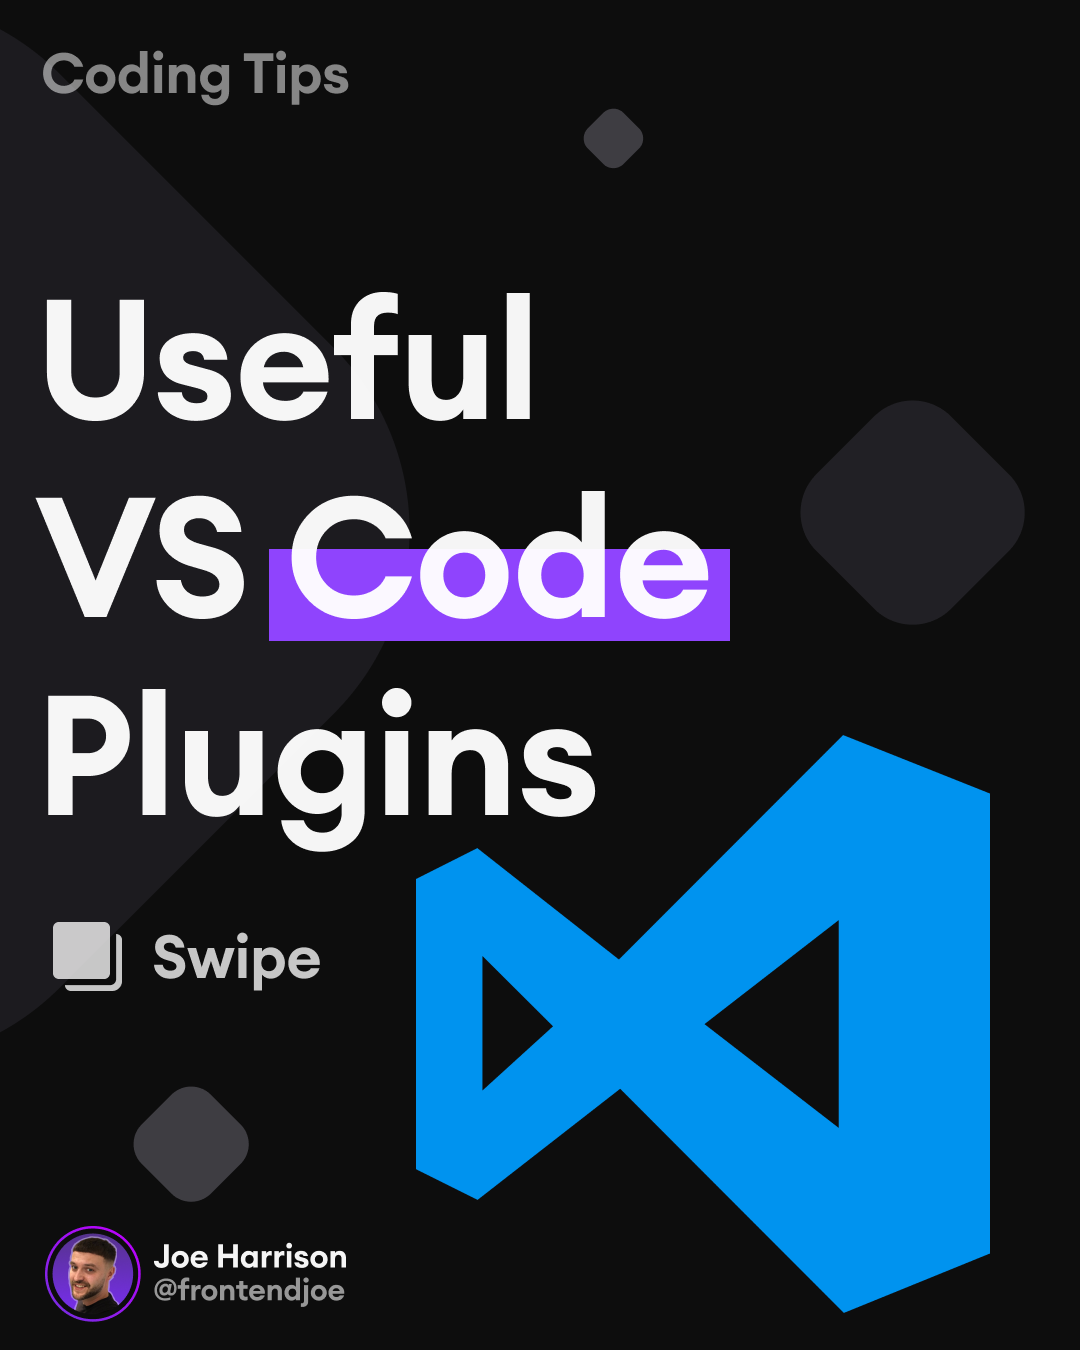 Coding Tips
Useful
VS Code
Plugins
Swipe
Joe Harrison
@frontendjoe